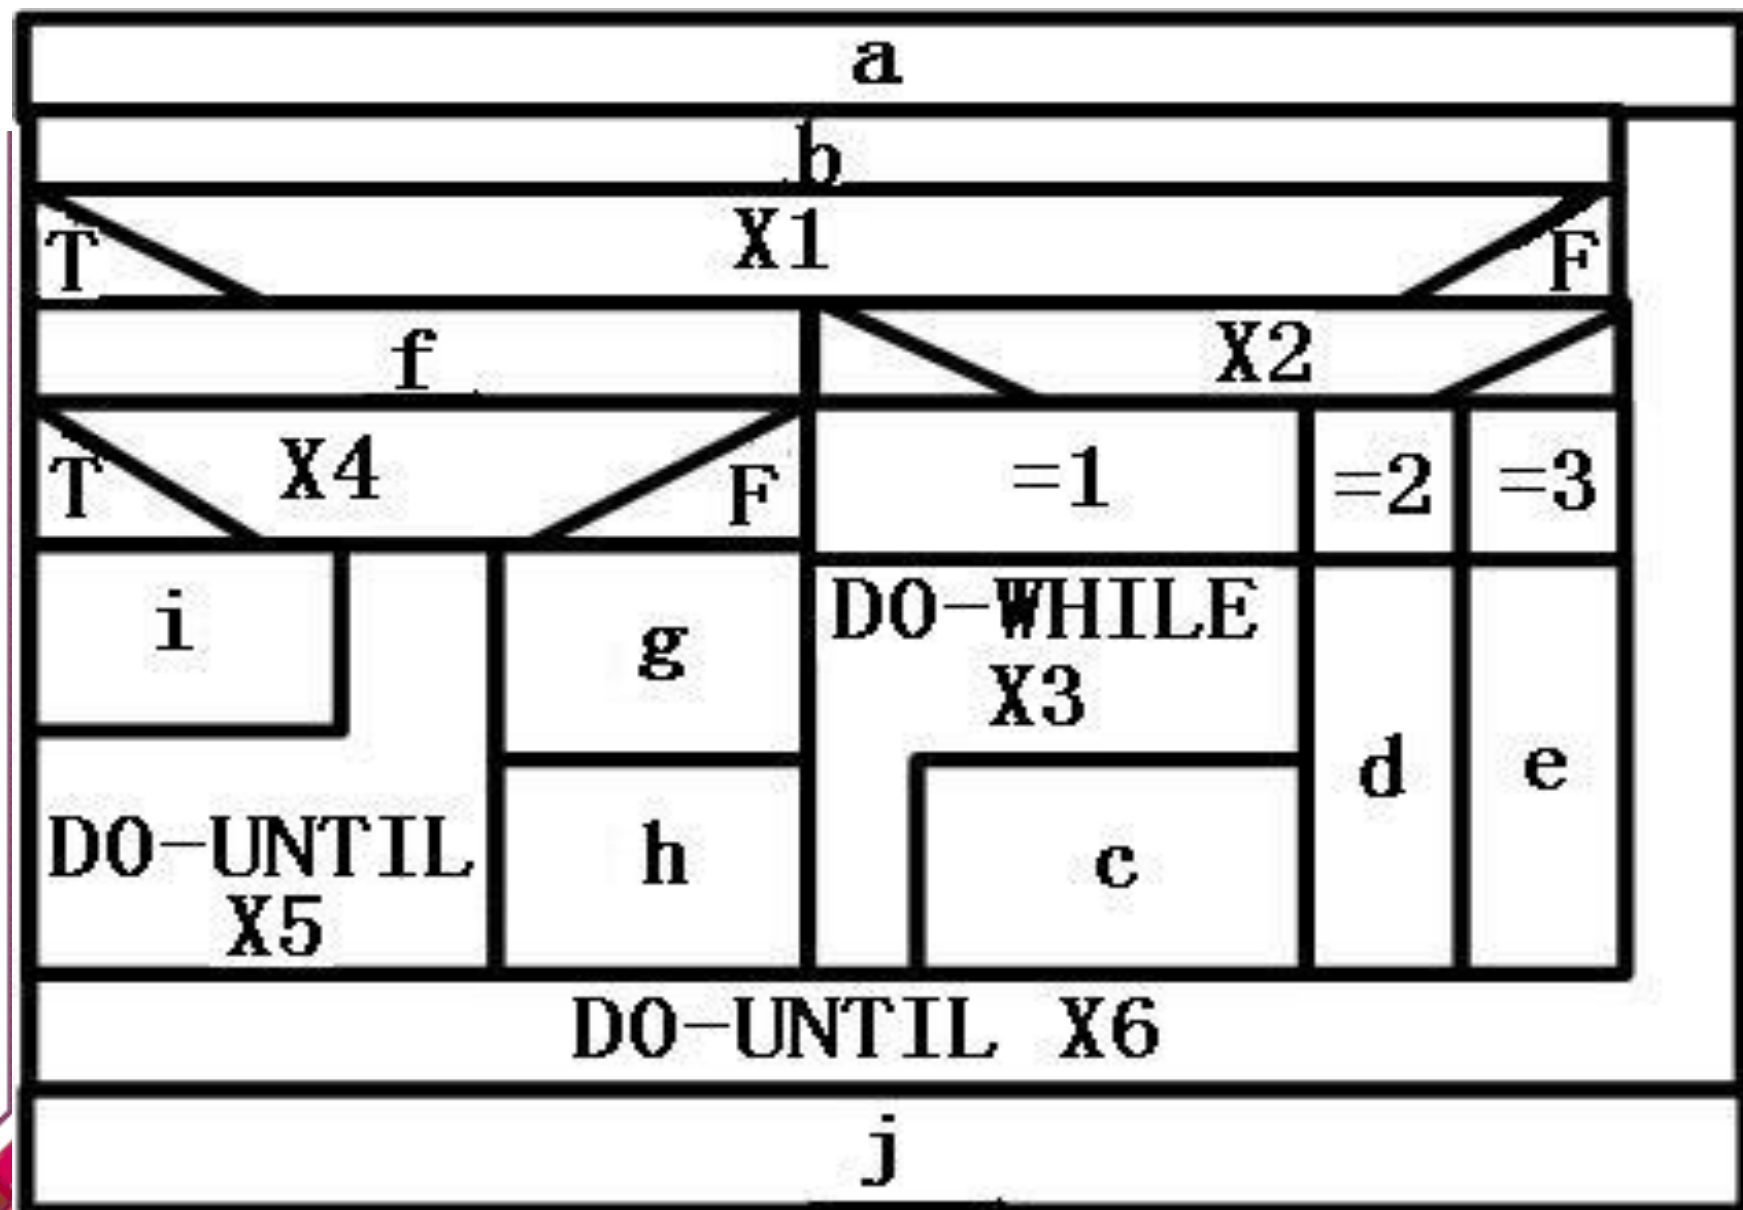 a
b
X1
T
F
f
X2
T
X4
F
=1
=2
=3
i
g
DO-WHILE
X3
d
e
DO-UNTIL
X5
h
c
DO-UNTIL X6
j